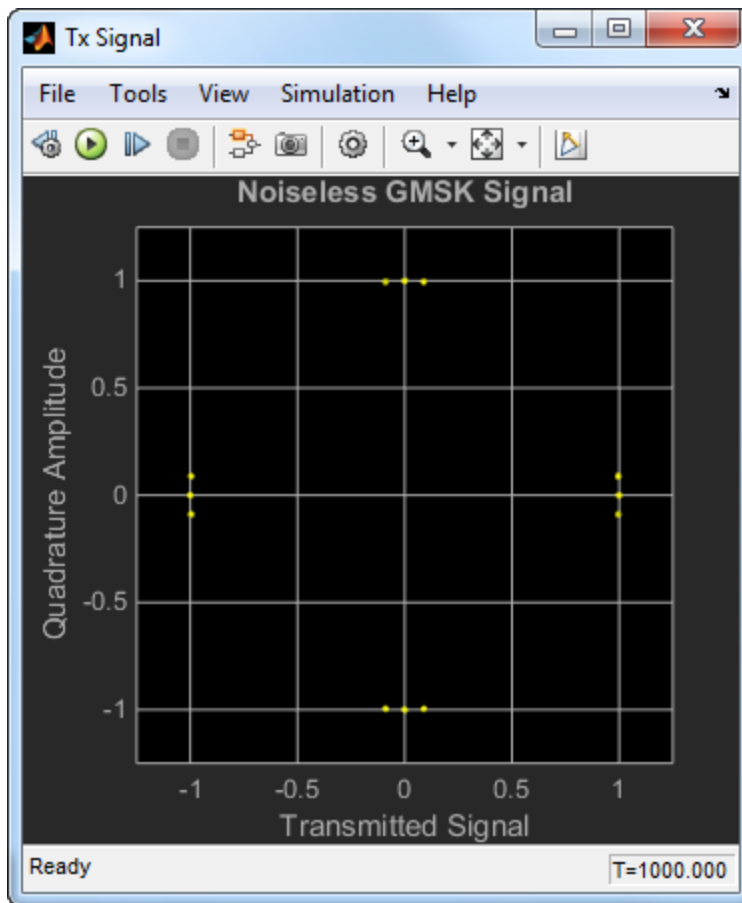 Tx Signal
File Tools View Simulation Help
Noiseless GMSK Signal
1
0.5
0
-0.5
-1
Quadrature Amplitude
-1 -0.5 0 0.5 1
Transmitted Signal
Ready T=1000.000